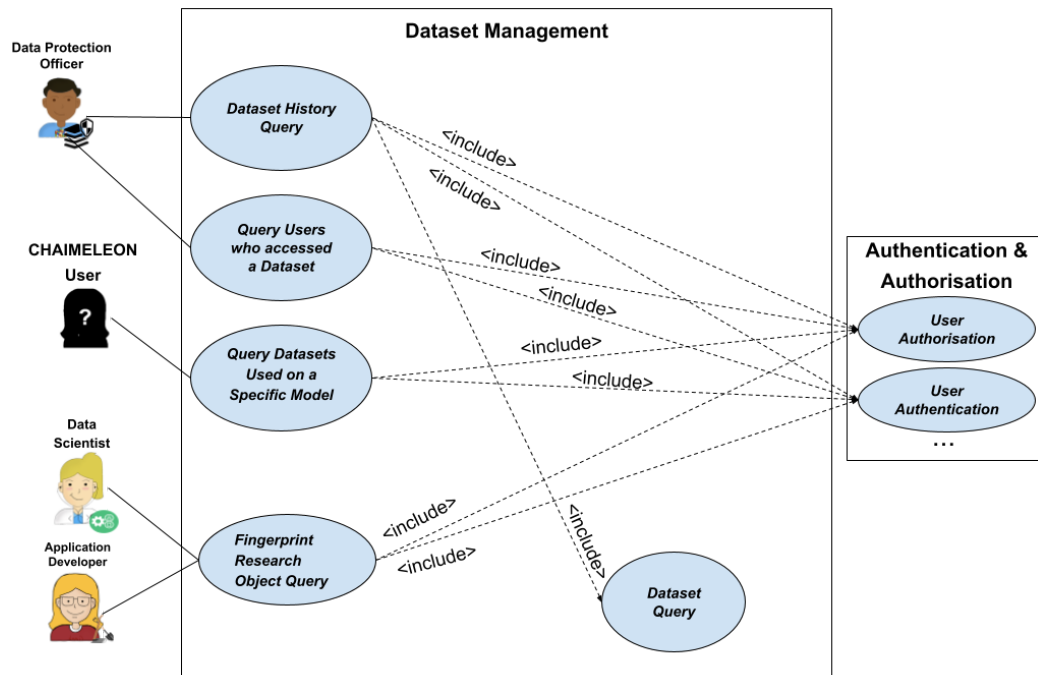 Dataset Management
Data Protection
Officer
Dataset History
Query
<include>
<include>
Query Users
who accessed
a Dataset
<include>
<include>
CHAIMELEON
User
?
Query Datasets
Used on a
Specific Model
<include>
<include>
Authentication &
Authorisation
User
Authorisation
User
Authentication
...
Data
Scientist
Application
Developer
Fingerprint
Research
Object Query
<include>
<include>
<include>
Dataset
Query